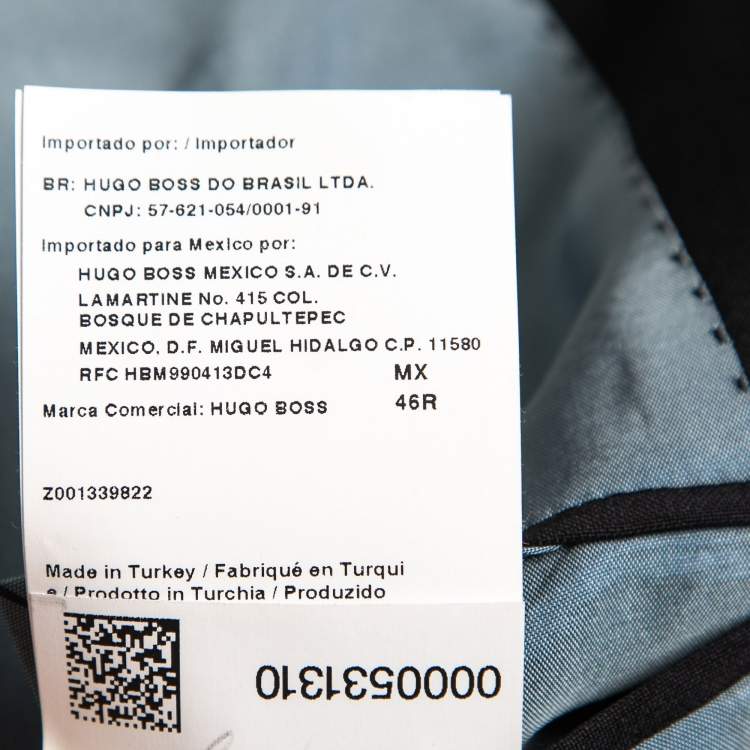 Importado por: / Importador
BR: HUGO BOSS DO BRASIL LTDA.
CNPJ: 57-621-054/0001-91
Importado para Mexico por:
HUGO BOSS MEXICO S.A. DE C.V.
LAMARTINE No. 415 COL.
BOSQUE DE CHAPULTEPEC
MEXICO, D.F. MIGUEL HIDALGO C.P. 11580
RFC HBM990413DC4 MX
Marca Comercial: HUGO BOSS 46R
Z001339822
Made in Turkey / Fabriqué en Turqui
e / Prodotto in Turchia / Produzido
0000531310